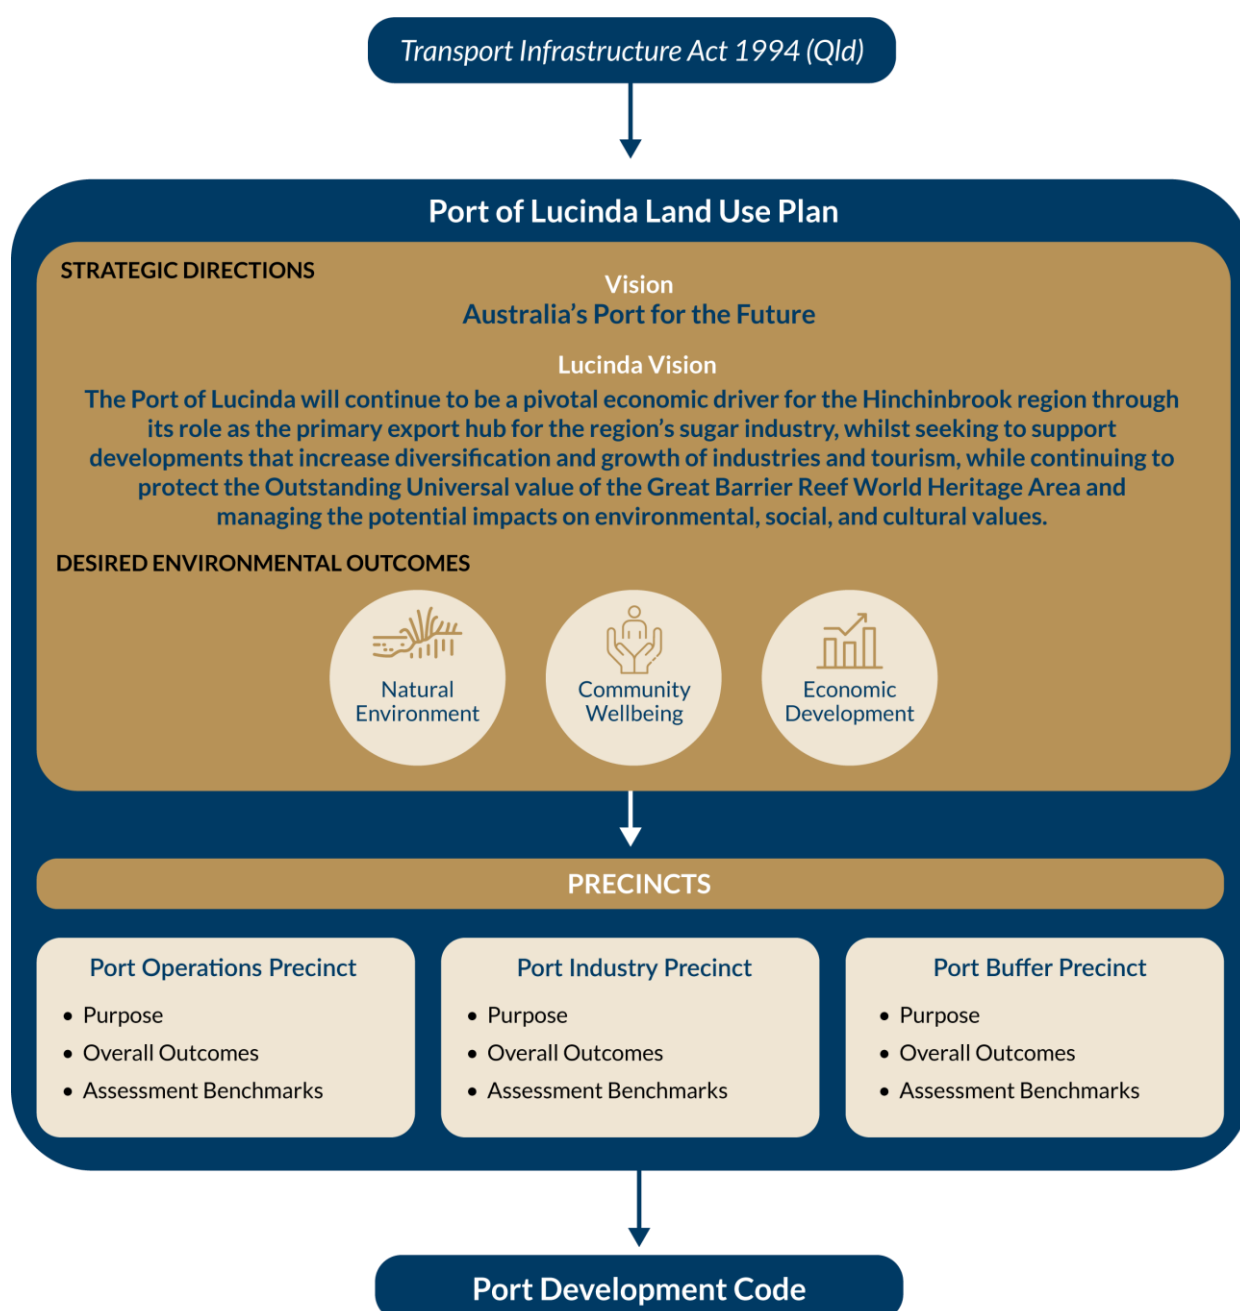 Transport Infrastructure Act 1994 (Qld)
Port of Lucinda Land Use Plan
STRATEGIC DIRECTIONS
Vision
Australia’s Port for the Future
Lucinda Vision
The Port of Lucinda will continue to be a pivotal economic driver for the Hinchinbrook region through
its role as the primary export hub for the region’s sugar industry, whilst seeking to support
developments that increase diversification and growth of industries and tourism, while continuing to
protect the Outstanding Universal value of the Great Barrier Reef World Heritage Area and
managing the potential impacts on environmental, social, and cultural values.
DESIRED ENVIRONMENTAL OUTCOMES
Natural
Environment
Community
Wellbeing
Economic
Development
PRECINCTS
Port Operations Precinct
• Purpose
• Overall Outcomes
• Assessment Benchmarks
Port Industry Precinct
• Purpose
• Overall Outcomes
• Assessment Benchmarks
Port Buffer Precinct
• Purpose
• Overall Outcomes
• Assessment Benchmarks
Port Development Code